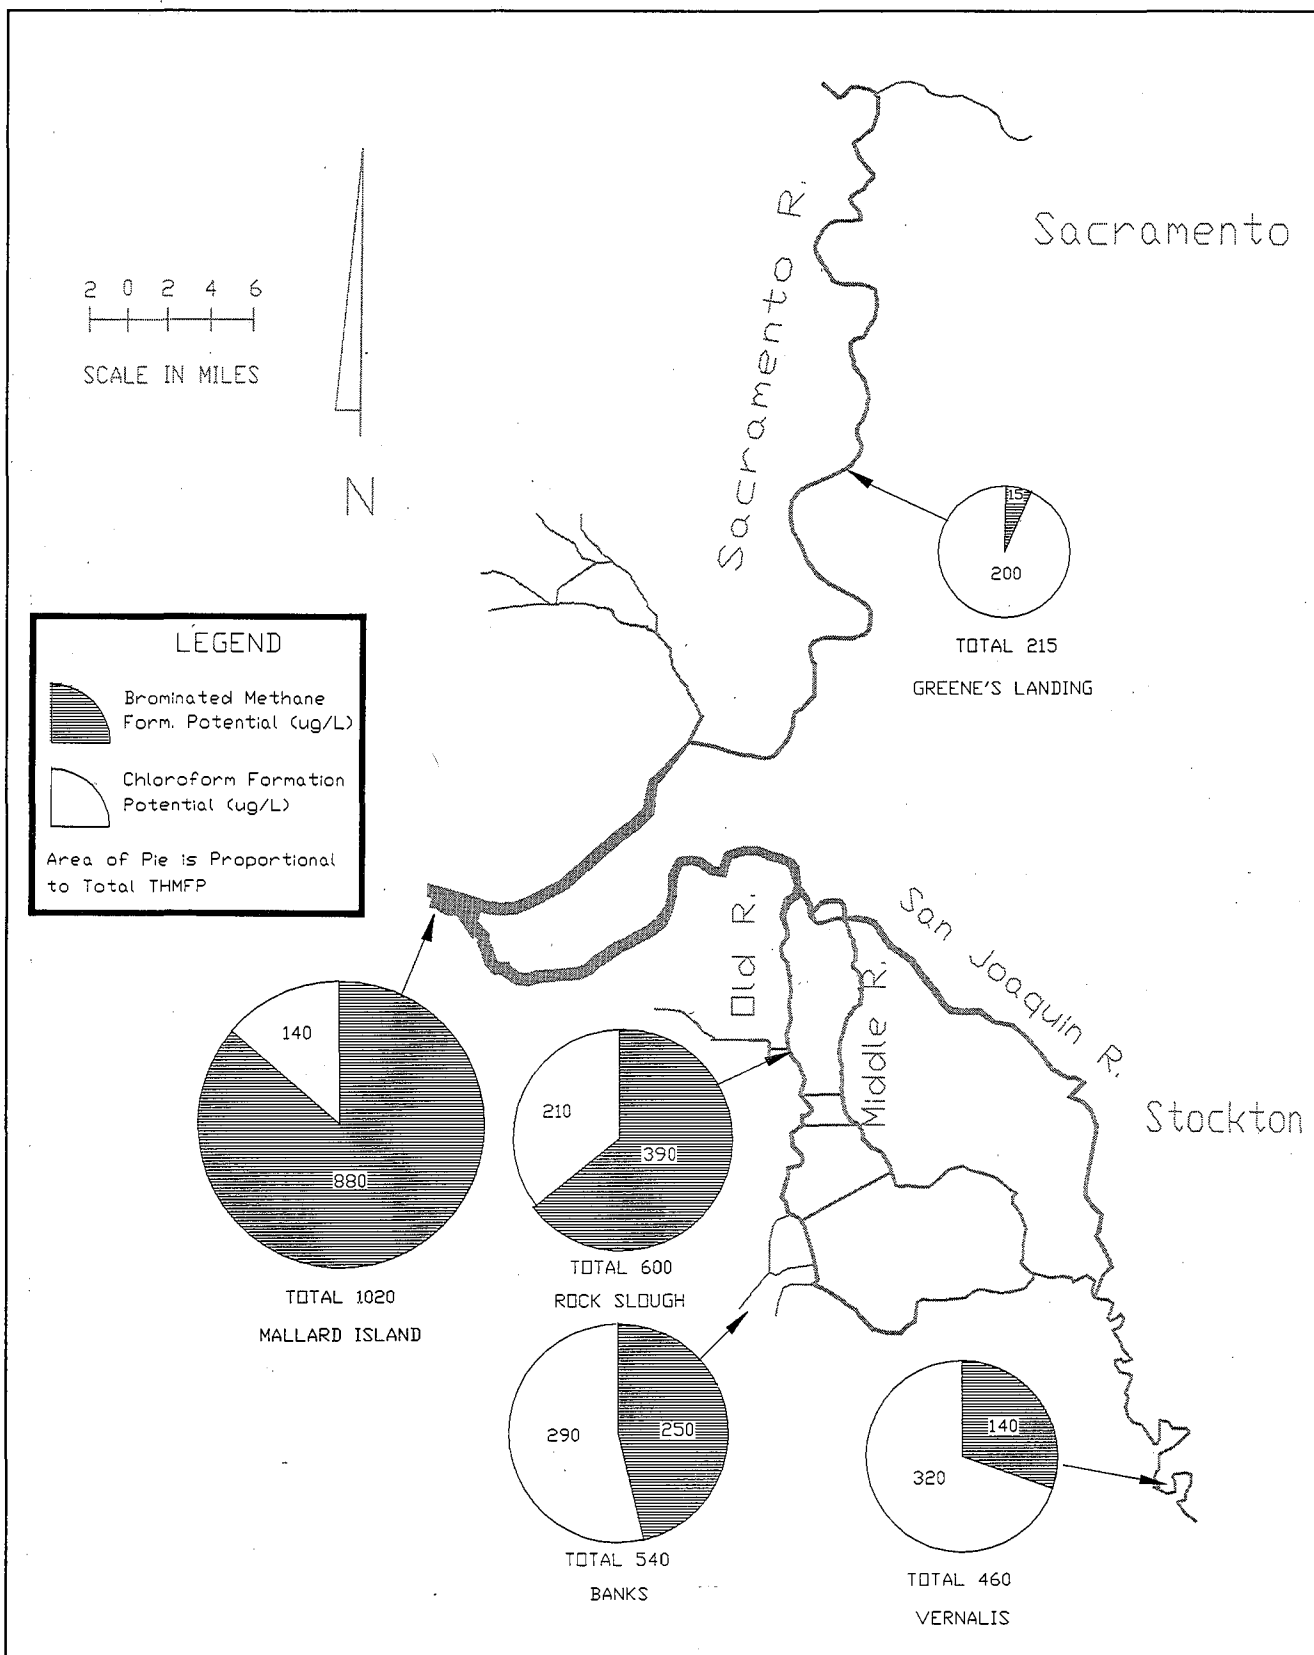 Sacramento
Sacramento R.
2 0 2 4 6
SCALE IN MILES
N
15
200
TOTAL 215
GREENE'S LANDING
LEGEND
Brominated Methane
Form. Potential (ug/L)
Chloroform Formation
Potential (ug/L)
Area of Pie is Proportional
to Total THMFP
Old R.
Middle R.
San Joaquin R.
Stockton
140
880
TOTAL 1020
MALLARD ISLAND
210
390
TOTAL 600
ROCK SLOUGH
290
250
TOTAL 540
BANKS
140
320
TOTAL 460
VERNALIS